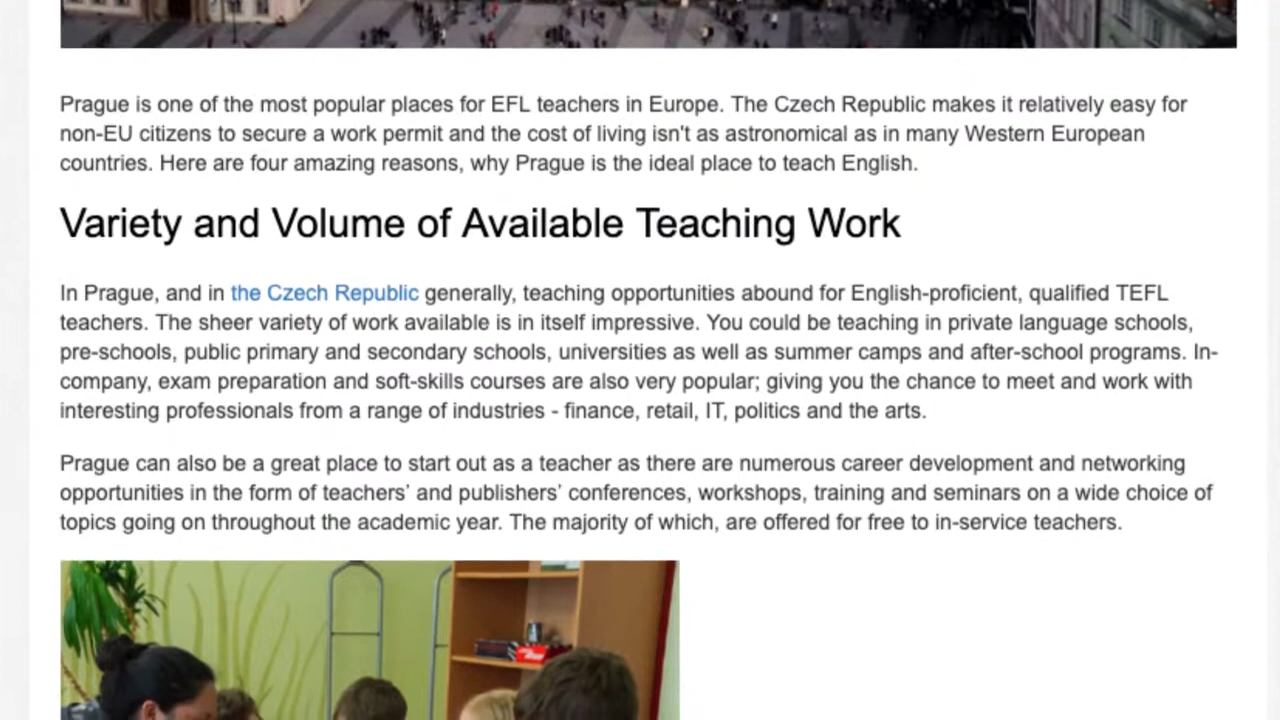 Prague is one of the most popular places for EFL teachers in Europe. The Czech Republic makes it relatively easy for
non-EU citizens to secure a work permit and the cost of living isn't as astronomical as in many Western European
countries. Here are four amazing reasons, why Prague is the ideal place to teach English.
Variety and Volume of Available Teaching Work
In Prague, and in the Czech Republic generally, teaching opportunities abound for English-proficient, qualified TEFL
teachers. The sheer variety of work available is in itself impressive. You could be teaching in private language schools,
pre-schools, public primary and secondary schools, universities as well as summer camps and after-school programs. In-
company, exam preparation and soft-skills courses are also very popular; giving you the chance to meet and work with
interesting professionals from a range of industries - finance, retail, IT, politics and the arts.
Prague can also be a great place to start out as a teacher as there are numerous career development and networking
opportunities in the form of teachers’ and publishers’ conferences, workshops, training and seminars on a wide choice of
topics going on throughout the academic year. The majority of which, are offered for free to in-service teachers.